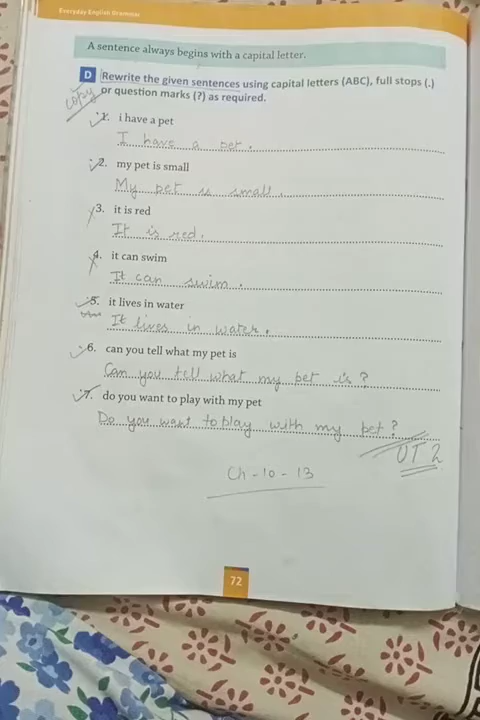 Everyday English Grammar
A sentence always begins with a capital letter.
D Rewrite the given sentences using capital letters (ABC), full stops (.)
or question marks (?) as required.
copy
1. i have a pet
I have a pet.
2. my pet is small
My pet is small.
3. it is red
It is red.
4. it can swim
It can swim.
5. it lives in water
It lives in water.
6. can you tell what my pet is
Can you tell what my pet is?
7. do you want to play with my pet
Do you want to play with my pet?
UT 2
Ch-10-13
72